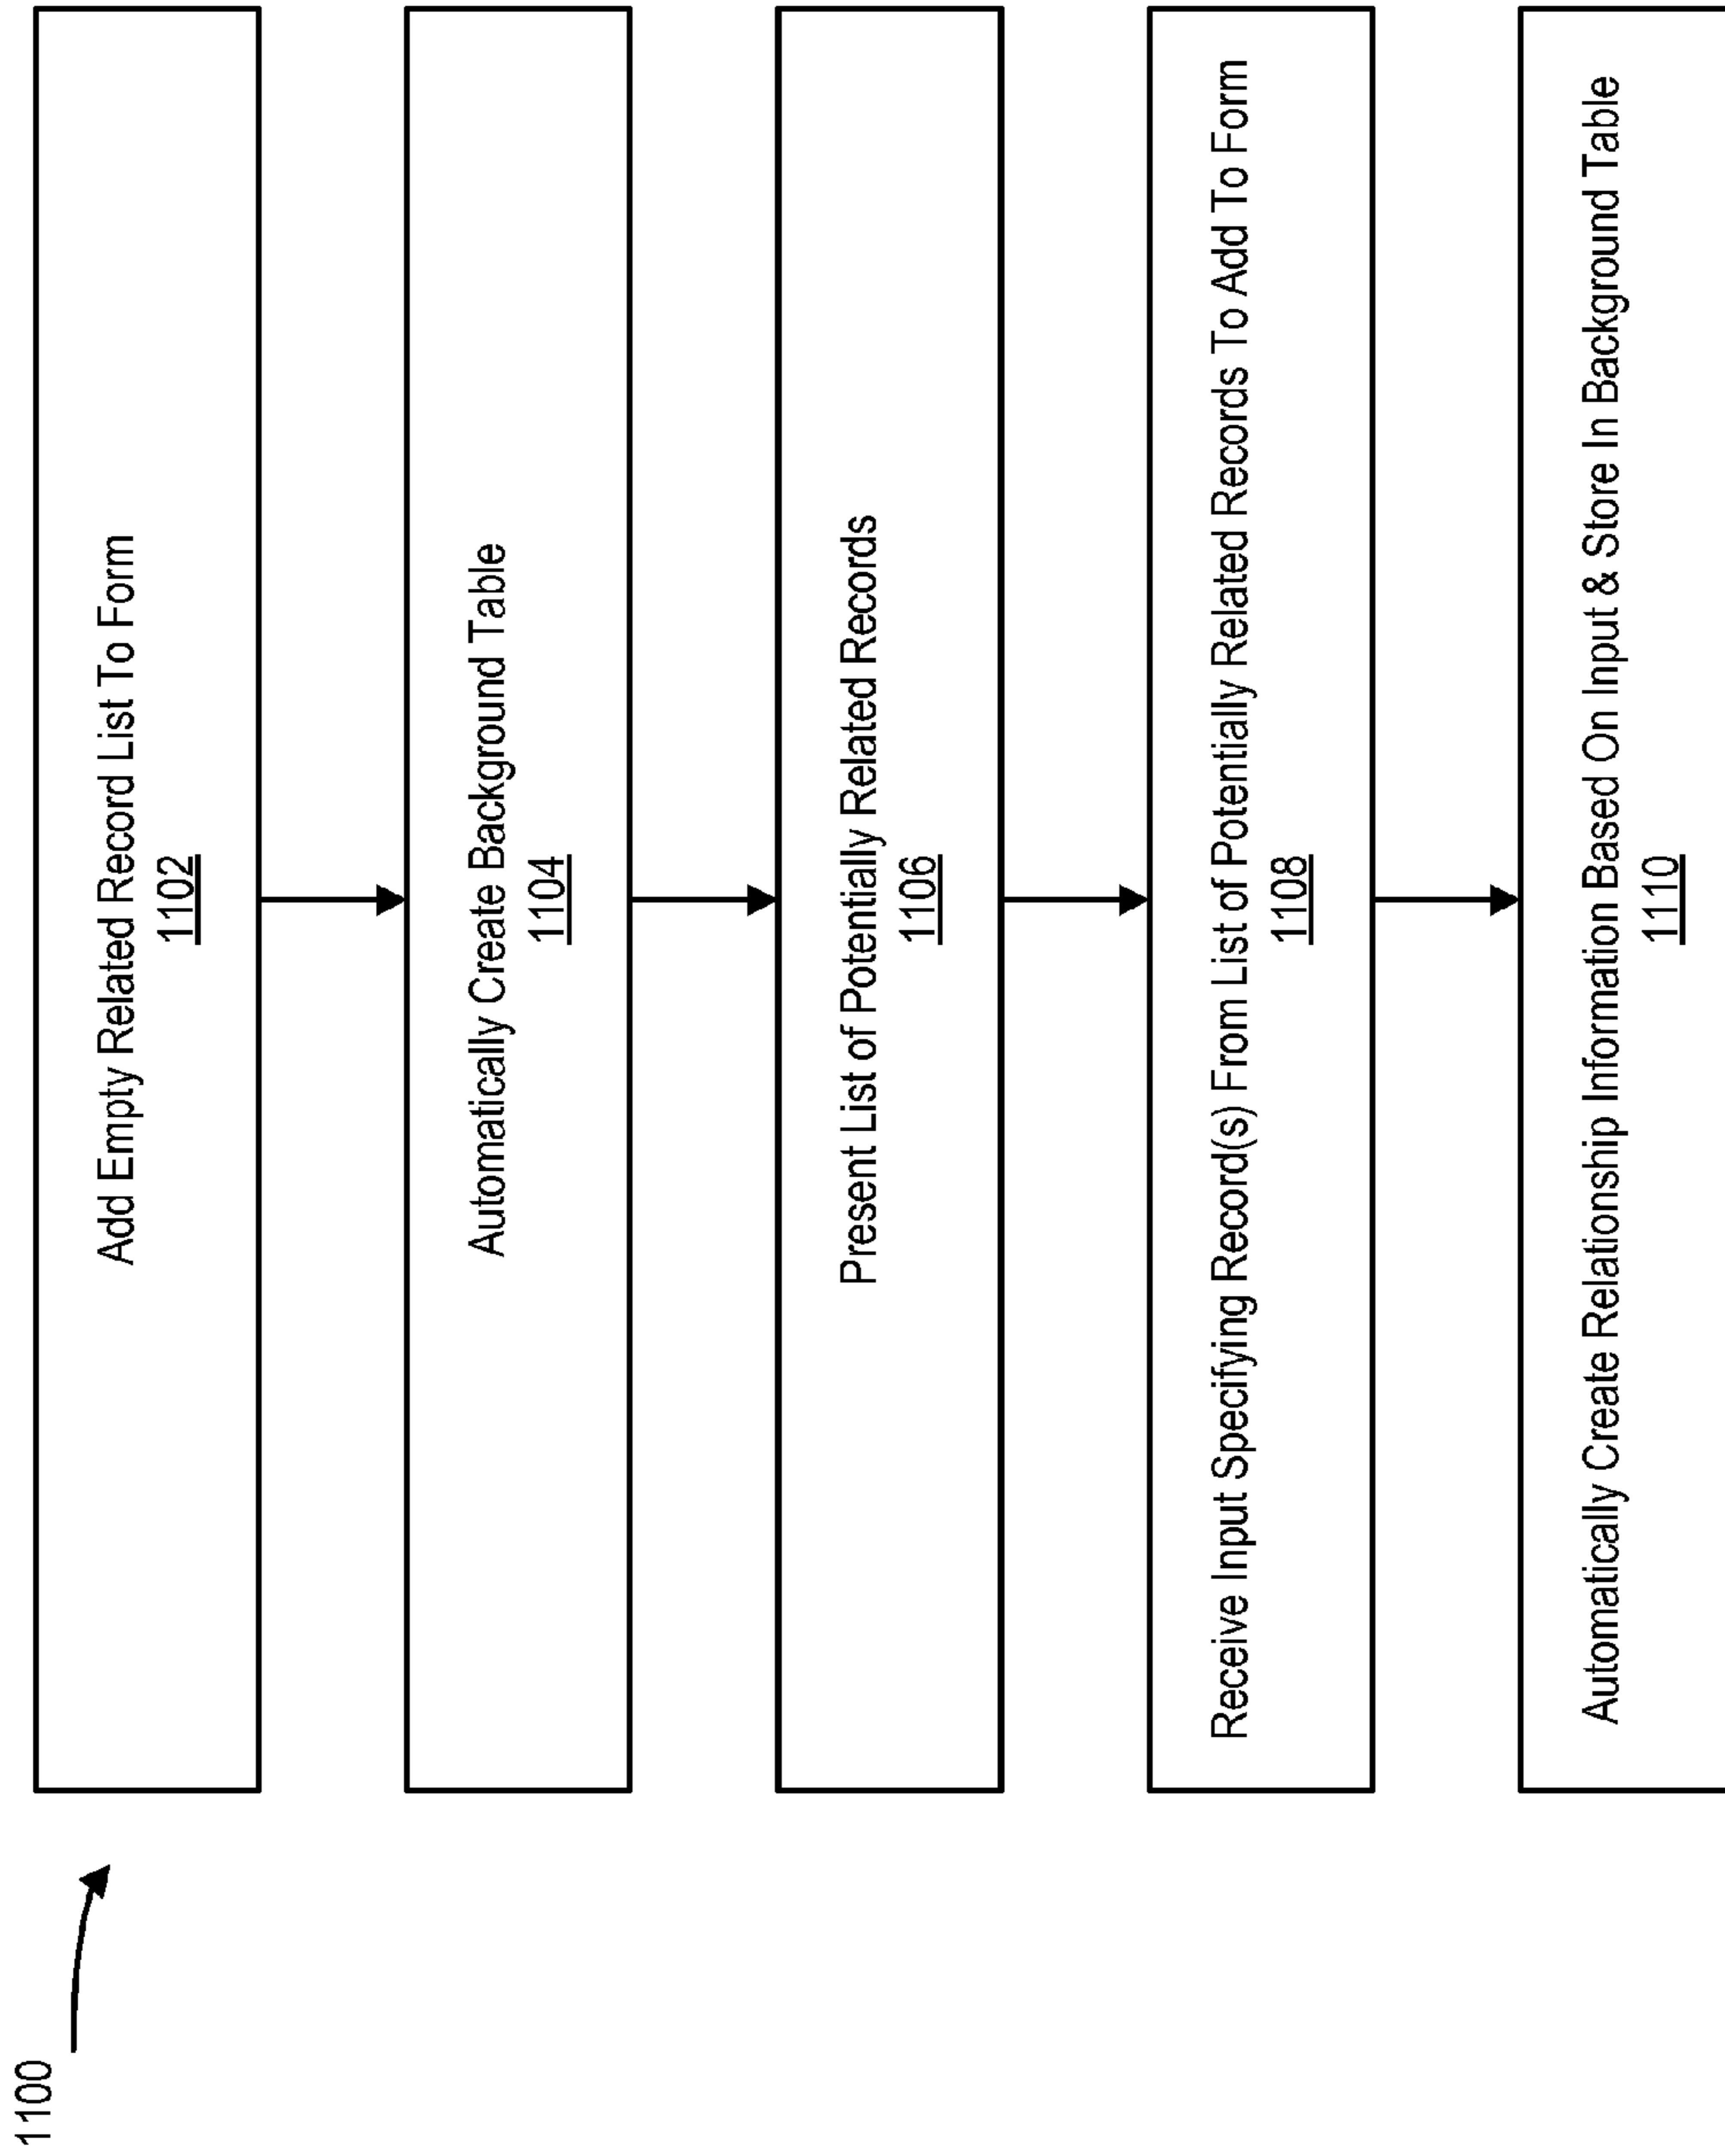 1100
Add Empty Related Record List To Form
1102
Automatically Create Background Table
1104
Present List of Potentially Related Records
1106
Receive Input Specifying Record(s) From List of Potentially Related Records To Add To Form
1108
Automatically Create Relationship Information Based On Input & Store In Background Table
1110